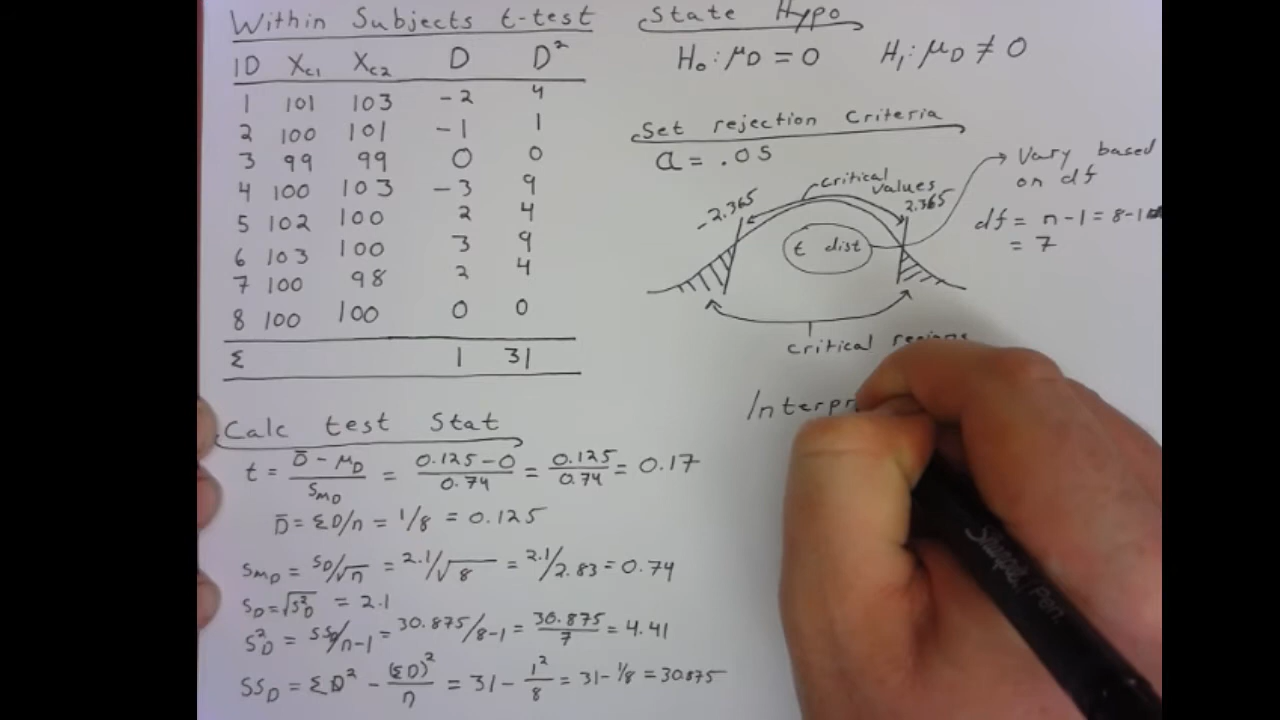 Within Subjects t-test
ID Xc1 Xc2 D D²
1 101 103 -2 4
2 100 101 -1 1
3 99 99 0 0
4 100 103 -3 9
5 102 100 2 4
6 103 100 3 9
7 100 98 2 4
8 100 100 0 0
Σ 1 31
Calc test Stat
t = D̄ - μD / SMD = 0.125 - 0 / 0.74 = 0.125 / 0.74 = 0.17
D̄ = ΣD/n = 1/8 = 0.125
SMD = SD/√n = 2.1/√8 = 2.1/2.83 = 0.74
SD = √S²D = 2.1
S²D = SS/n-1 = 30.875/8-1 = 30.875/7 = 4.41
SSD = ΣD² - (ΣD)²/n = 31 - 1²/8 = 31 - 1/8 = 30.875
State Hypo
H₀: μD = 0 H₁: μD ≠ 0
Set rejection Criteria
a = .05
critical
values
-2.365
2.365
t dist
critical regions
Vary based
on df
df = n-1 = 8-1
= 7
Interpr
Sharpie Pen